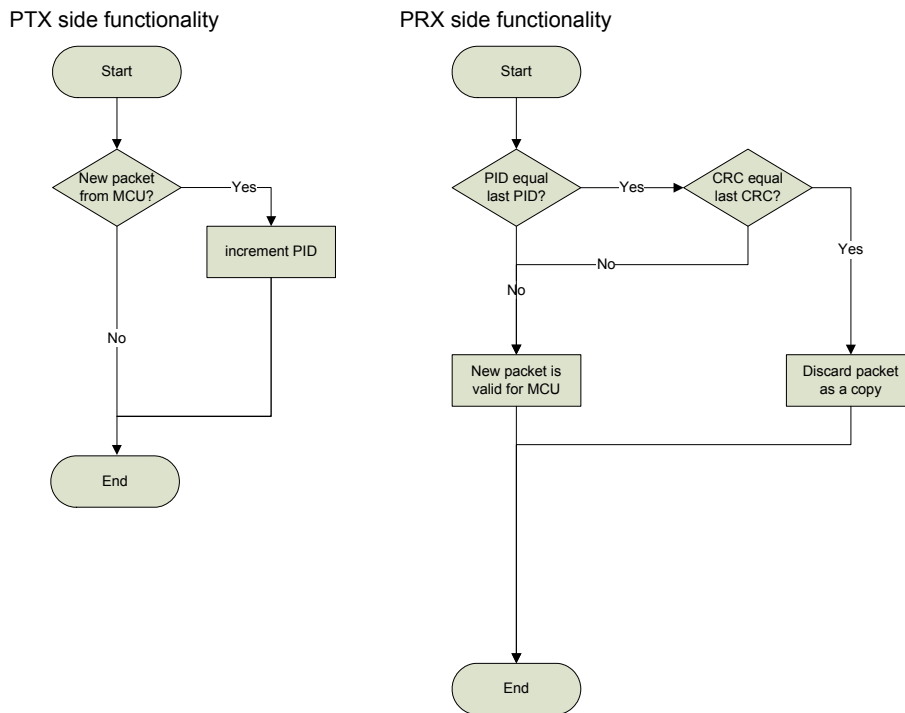 PTX side functionality
Start
New packet
from MCU?
Yes
increment PID
No
End
PRX side functionality
Start
PID equal
last PID?
Yes
CRC equal
last CRC?
Yes
No
No
New packet is
valid for MCU
Discard packet
as a copy
End